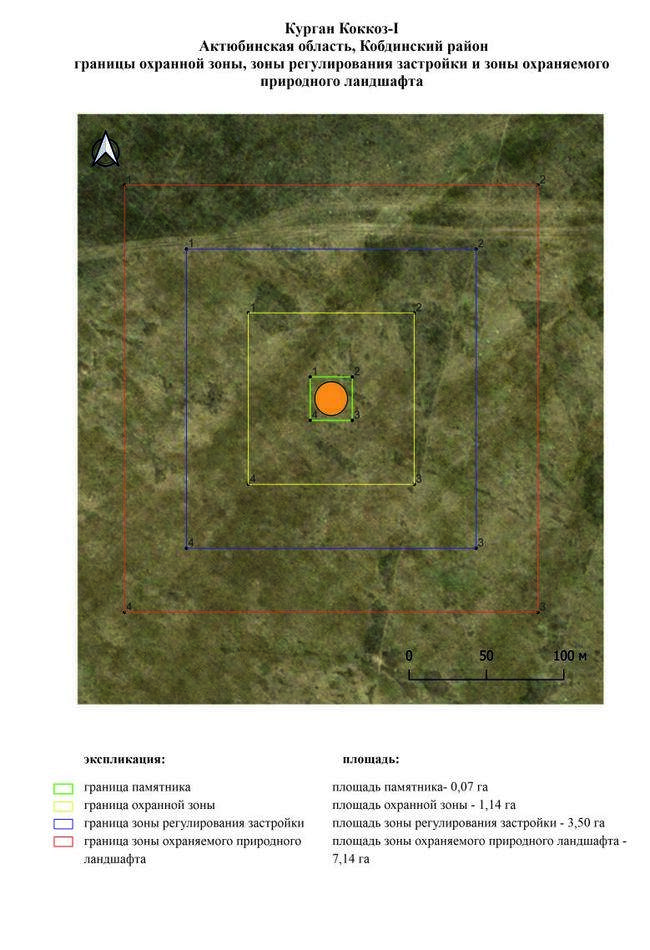 Курган Коккоз-I
Актюбинская область, Кобдинский район
границы охранной зоны, зоны регулирования застройки и зоны охраняемого
природного ландшафта
1
2
1
2
1
2
1
2
4
3
4
3
4
3
4
3
0 50 100 м
экспликация: площадь:
граница памятника площадь памятника- 0,07 га
граница охранной зоны площадь охранной зоны - 1,14 га
граница зоны регулирования застройки площадь зоны регулирования застройки - 3,50 га
граница зоны охраняемого природного площадь зоны охраняемого природного ландшафта -
ландшафта 7,14 га